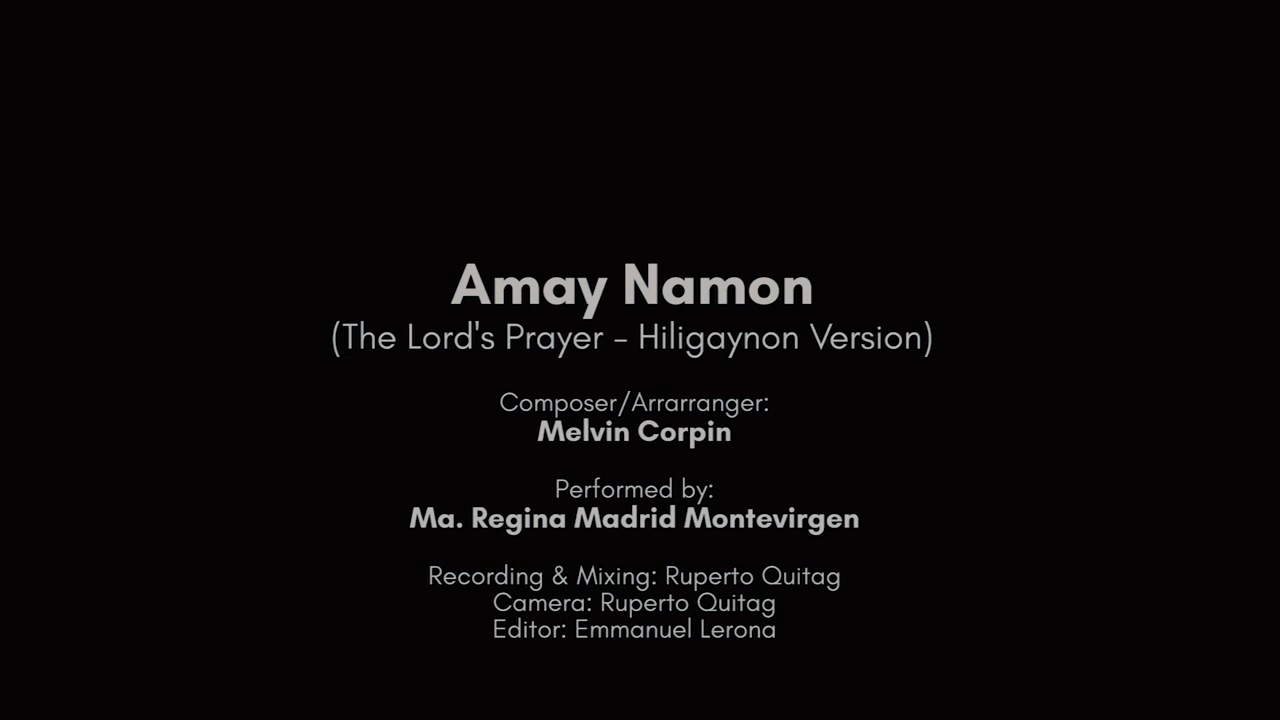 Amay Namon
(The Lord's Prayer - Hiligaynon Version)
Composer/Ararranger:
Melvin Corpin
Performed by:
Ma. Regina Madrid Montevirgen
Recording & Mixing: Ruperto Quitag
Camera: Ruperto Quitag
Editor: Emmanuel Lerona